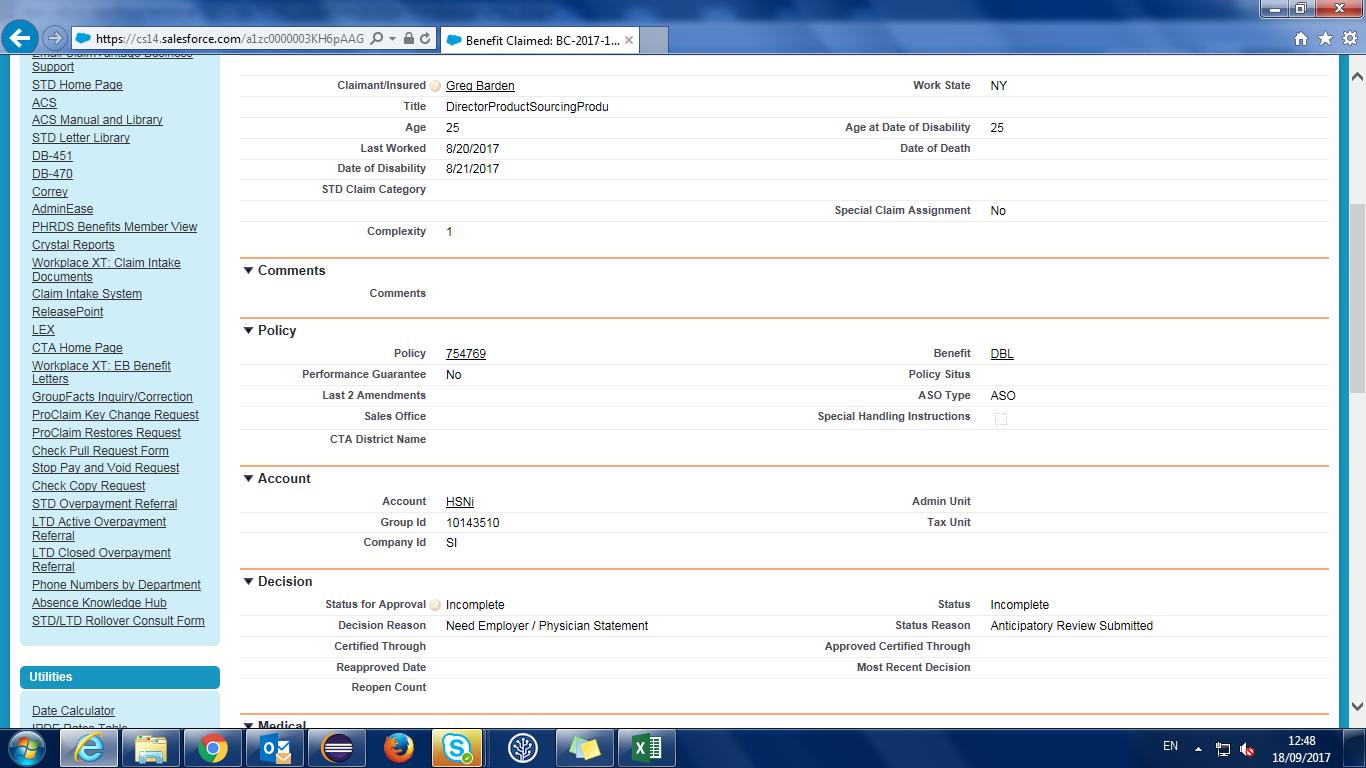 https://cs14.salesforce.com/a1zc0000003KH6pAAG
Benefit Claimed: BC-2017-1...
Support
STD Home Page
ACS
ACS Manual and Library
STD Letter Library
DB-451
DB-470
Correy
AdminEase
PHRDS Benefits Member View
Crystal Reports
Workplace XT: Claim Intake
Documents
Claim Intake System
ReleasePoint
LEX
CTA Home Page
Workplace XT: EB Benefit
Letters
GroupFacts Inquiry/Correction
ProClaim Key Change Request
ProClaim Restores Request
Check Pull Request Form
Stop Pay and Void Request
Check Copy Request
STD Overpayment Referral
LTD Active Overpayment
Referral
LTD Closed Overpayment
Referral
Phone Numbers by Department
Absence Knowledge Hub
STD/LTD Rollover Consult Form
Utilities
Date Calculator
Claimant/Insured Greg Barden Work State NY
Title DirectorProductSourcingProdu
Age 25 Age at Date of Disability 25
Last Worked 8/20/2017 Date of Death
Date of Disability 8/21/2017
STD Claim Category
Special Claim Assignment No
Complexity 1
Comments
Comments
Policy
Policy 754769 Benefit DBL
Performance Guarantee No Policy Situs
Last 2 Amendments ASO Type ASO
Sales Office Special Handling Instructions
CTA District Name
Account
Account HSNi Admin Unit
Group Id 10143510 Tax Unit
Company Id SI
Decision
Status for Approval Incomplete Status Incomplete
Decision Reason Need Employer / Physician Statement Status Reason Anticipatory Review Submitted
Certified Through Approved Certified Through
Reapproved Date Most Recent Decision
Reopen Count
Medical
EN
12:48
18/09/2017